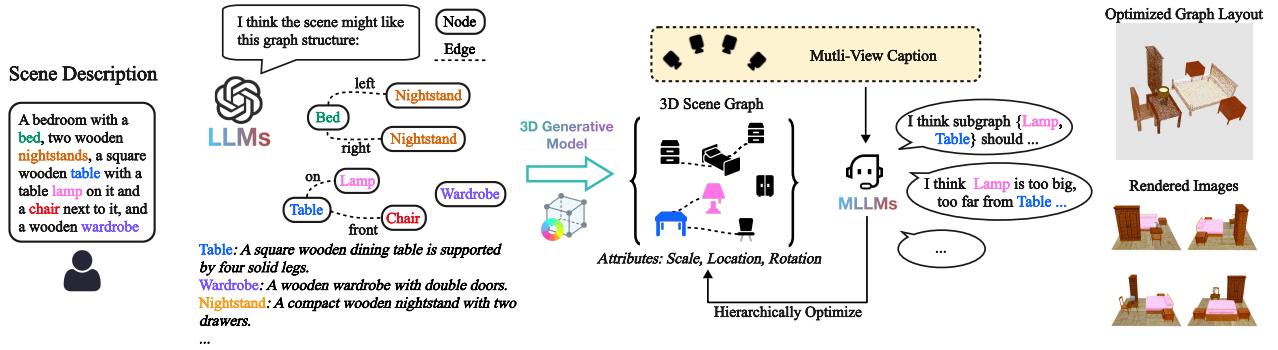 Scene Description
A bedroom with a
bed, two wooden
nightstands, a square
wooden table with a
table lamp on it and
a chair next to it, and
a wooden wardrobe
I think the scene might like
this graph structure:
Node
Edge
LLMs
left
Nightstand
Bed
Nightstand
right
on
Lamp
Wardrobe
Table
Chair
front
Table: A square wooden dining table is supported
by four solid legs.
Wardrobe: A wooden wardrobe with double doors.
Nightstand: A compact wooden nightstand with two
drawers.
...
3D Generative
Model
Mutli-View Caption
3D Scene Graph
Attributes: Scale, Location, Rotation
Hierarchically Optimize
MLLMs
I think subgraph {Lamp,
Table} should ...
I think Lamp is too big,
too far from Table ...
...
Optimized Graph Layout
Rendered Images